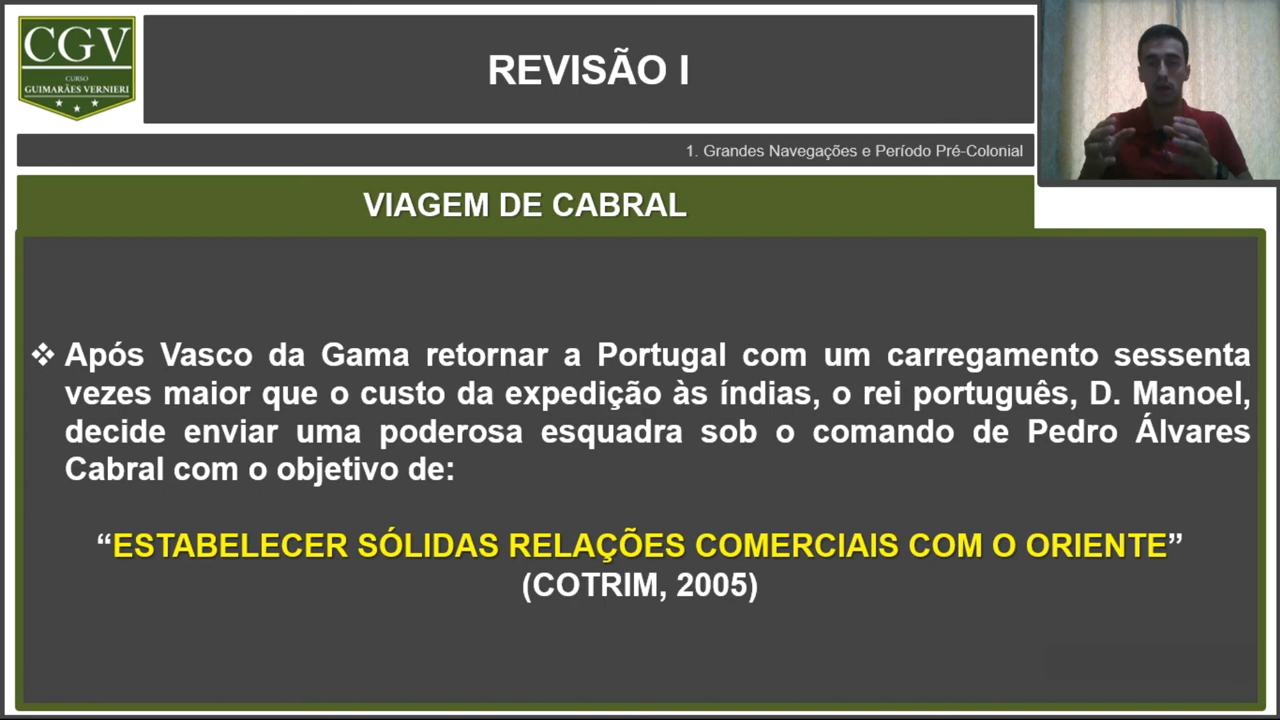 CGV
CURSO
GUIMARÃES VERNIERI
REVISÃO I
1. Grandes Navegações e Período Pré-Colonial
VIAGEM DE CABRAL
❖ Após Vasco da Gama retornar a Portugal com um carregamento sessenta
vezes maior que o custo da expedição às índias, o rei português, D. Manoel,
decide enviar uma poderosa esquadra sob o comando de Pedro Álvares
Cabral com o objetivo de:
“ESTABELECER SÓLIDAS RELAÇÕES COMERCIAIS COM O ORIENTE”
(COTRIM, 2005)